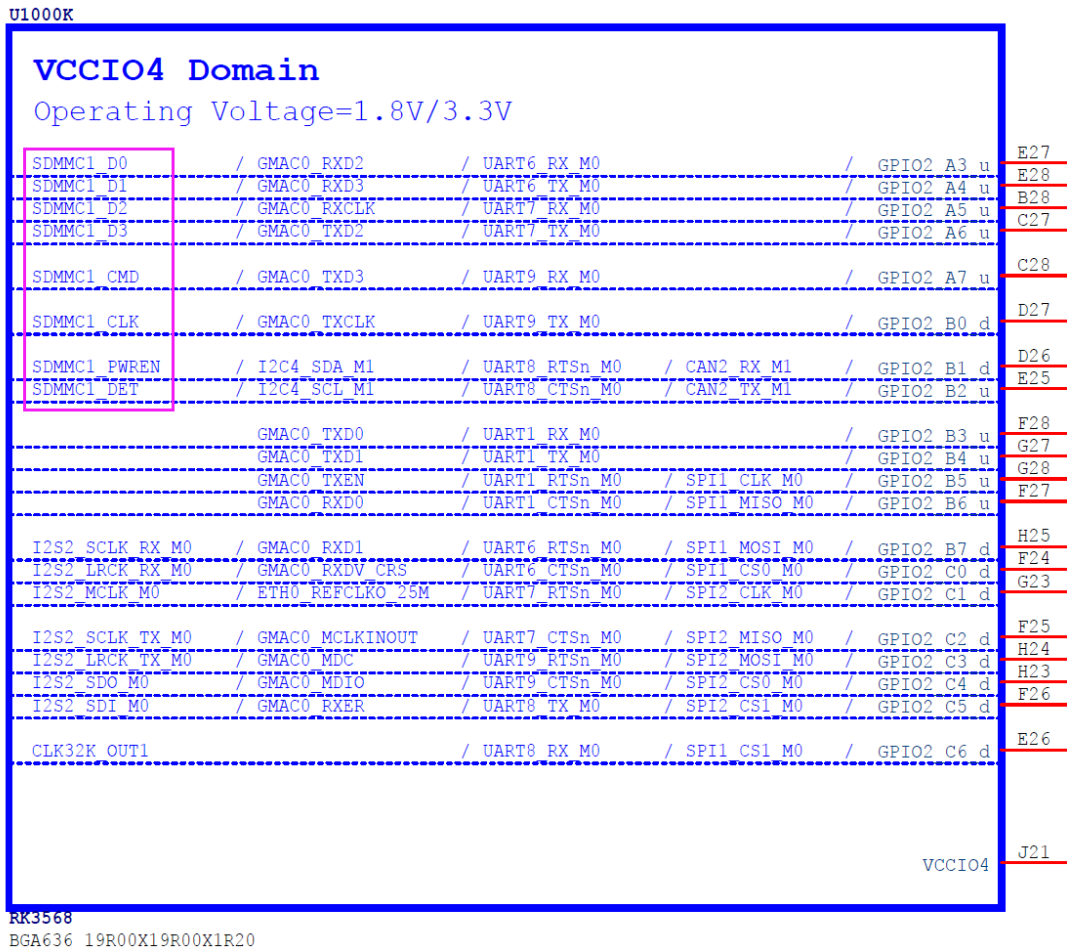 U1000K
VCCIO4 Domain
Operating Voltage=1.8V/3.3V
SDMMC1_D0 / GMAC0_RXD2 / UART6_RX_M0 / GPIO2_A3_u E27
SDMMC1_D1 / GMAC0_RXD3 / UART6_TX_M0 / GPIO2_A4_u E28
SDMMC1_D2 / GMAC0_RXCLK / UART7_RX_M0 / GPIO2_A5_u B28
SDMMC1_D3 / GMAC0_TXD2 / UART7_TX_M0 / GPIO2_A6_u C27
SDMMC1_CMD / GMAC0_TXD3 / UART9_RX_M0 / GPIO2_A7_u C28
SDMMC1_CLK / GMAC0_TXCLK / UART9_TX_M0 / GPIO2_B0_d D27
SDMMC1_PWREN / I2C4_SDA_M1 / UART8_RTSn_M0 / CAN2_RX_M1 / GPIO2_B1_d D26
SDMMC1_DET / I2C4_SCL_M1 / UART8_CTSn_M0 / CAN2_TX_M1 / GPIO2_B2_u E25
GMAC0_TXD0 / UART1_RX_M0 / GPIO2_B3_u F28
GMAC0_TXD1 / UART1_TX_M0 / GPIO2_B4_u G27
GMAC0_TXEN / UART1_RTSn_M0 / SPI1_CLK_M0 / GPIO2_B5_u G28
GMAC0_RXD0 / UART1_CTSn_M0 / SPI1_MISO_M0 / GPIO2_B6_u F27
I2S2_SCLK_RX_M0 / GMAC0_RXD1 / UART6_RTSn_M0 / SPI1_MOSI_M0 / GPIO2_B7_d H25
I2S2_LRCK_RX_M0 / GMAC0_RXDV_CRS / UART6_CTSn_M0 / SPI1_CS0_M0 / GPIO2_C0_d F24
I2S2_MCLK_M0 / ETH0_REFCLKO_25M / UART7_RTSn_M0 / SPI2_CLK_M0 / GPIO2_C1_d G23
I2S2_SCLK_TX_M0 / GMAC0_MCLKINOUT / UART7_CTSn_M0 / SPI2_MISO_M0 / GPIO2_C2_d F25
I2S2_LRCK_TX_M0 / GMAC0_MDC / UART9_RTSn_M0 / SPI2_MOSI_M0 / GPIO2_C3_d H24
I2S2_SDO_M0 / GMAC0_MDIO / UART9_CTSn_M0 / SPI2_CS0_M0 / GPIO2_C4_d H23
I2S2_SDI_M0 / GMAC0_RXER / UART8_TX_M0 / SPI2_CS1_M0 / GPIO2_C5_d F26
CLK32K_OUT1 / UART8_RX_M0 / SPI1_CS1_M0 / GPIO2_C6_d E26
VCCIO4 J21
RK3568
BGA636_19R00X19R00X1R20